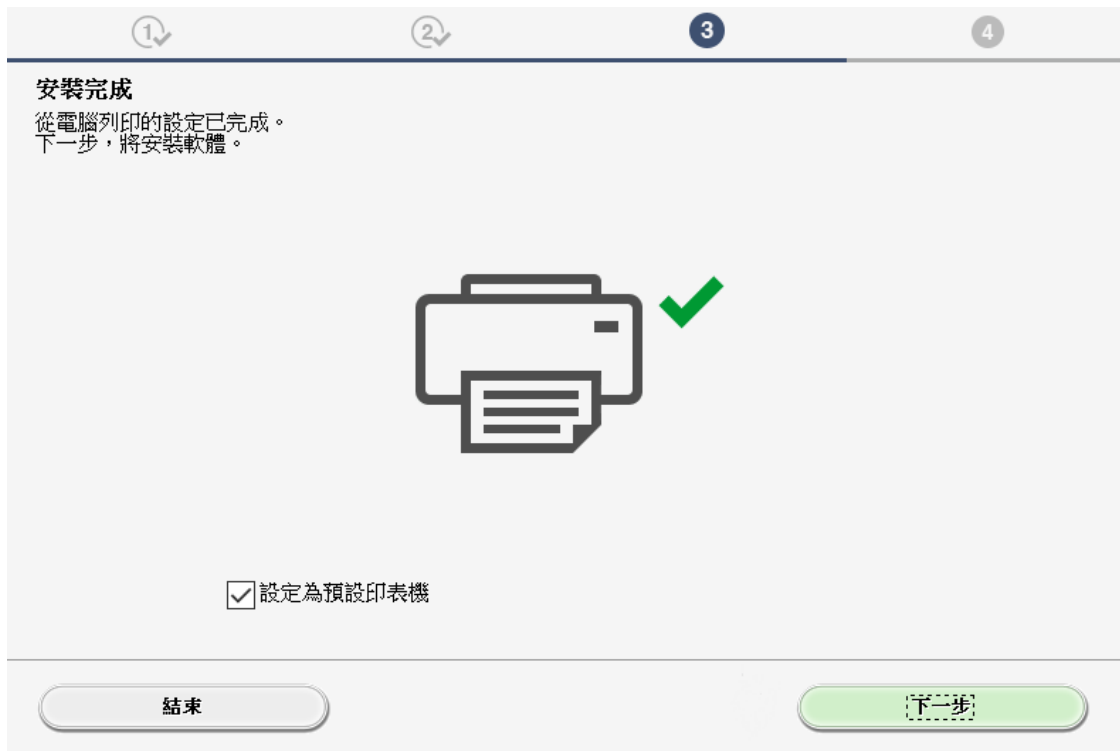 1
2
3
4
安裝完成
從電腦列印的設定已完成。
下一步，將安裝軟體。
設定為預設印表機
結束
下一步